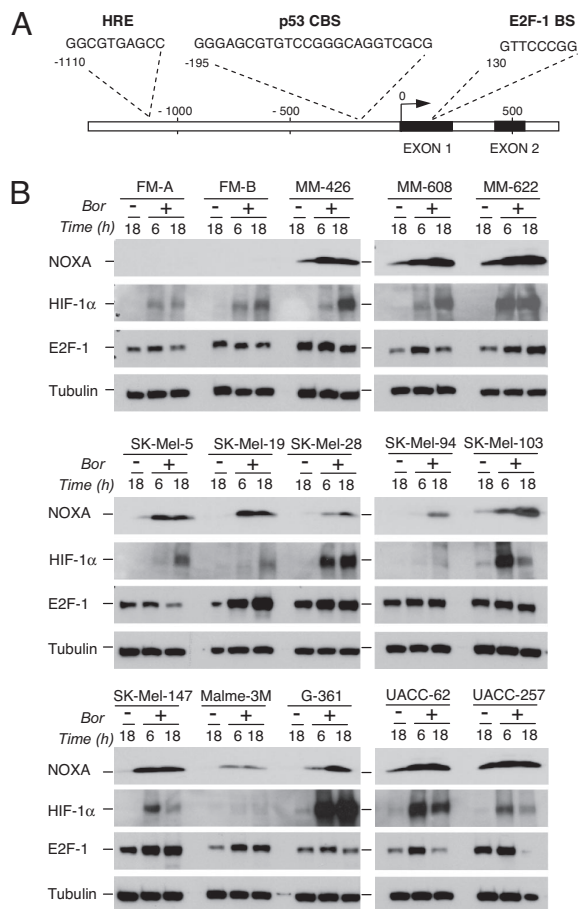 A
HRE p53 CBS E2F-1 BS
GGCGTGAGCC GGGAGCGTGTCCGGGCAGGTCGCG GTTCCCGG
-1110 -195 130
- 1000 - 500 0 500
EXON 1 EXON 2
B
FM-A FM-B MM-426 MM-608 MM-622
Bor - + - + - + - + - +
Time (h) 18 6 18 18 6 18 18 6 18 18 6 18 18 6 18
NOXA
HIF-1α
E2F-1
Tubulin
SK-Mel-5 SK-Mel-19 SK-Mel-28 SK-Mel-94 SK-Mel-103
Bor - + - + - + - + - +
Time (h) 18 6 18 18 6 18 18 6 18 18 6 18 18 6 18
NOXA
HIF-1α
E2F-1
Tubulin
SK-Mel-147 Malme-3M G-361 UACC-62 UACC-257
Bor - + - + - + - + - +
Time (h) 18 6 18 18 6 18 18 6 18 18 6 18 18 6 18
NOXA
HIF-1α
E2F-1
Tubulin